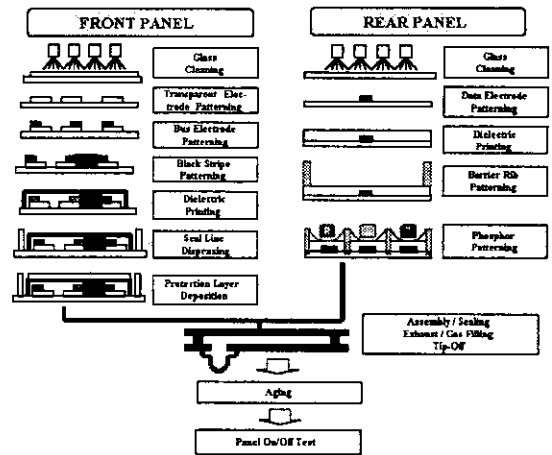 FRONT PANEL
Glass
Cleaning
Transparent Elec-
trode Patterning
Bus Electrode
Patterning
Black Stripe
Patterning
Dielectric
Printing
Seal Line
Dispensing
Protection Layer
Deposition
REAR PANEL
Glass
Cleaning
Data Electrode
Patterning
Dielectric
Printing
Barrier Rib
Patterning
Phosphor
Patterning
Assembly / Sealing
Exhaust / Gas Filling
Tip-Off
Aging
Panel On/Off Test